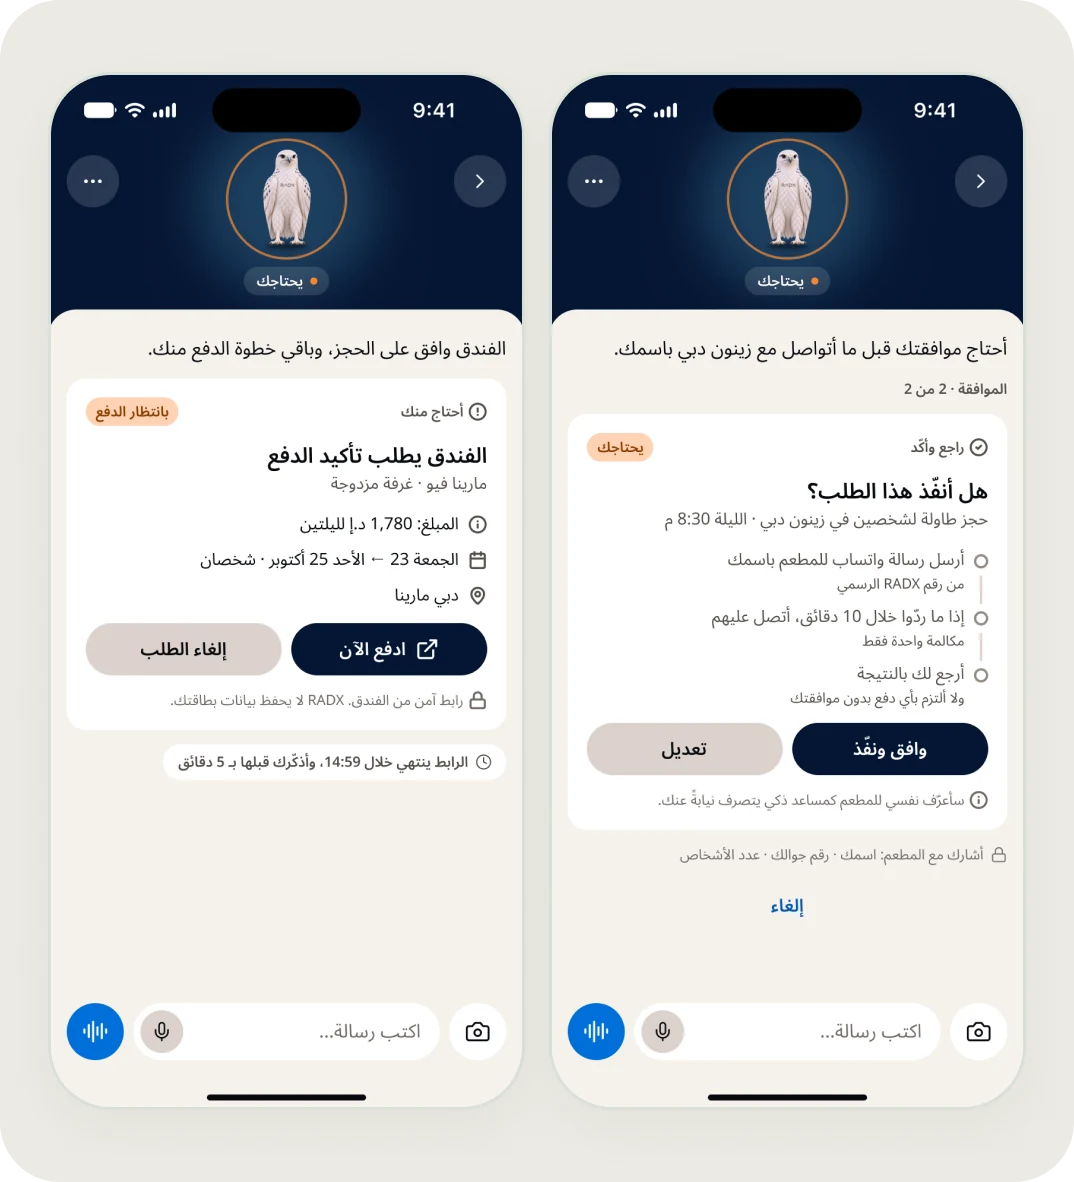 9:41
RADX
يحتاجك
أحتاج موافقتك قبل ما أتواصل مع زينون دبي باسمك.
الموافقة · 2 من 2
راجع وأكّد
يحتاجك
هل أنفّذ هذا الطلب؟
حجز طاولة لشخصين في زينون دبي · الليلة 8:30 م
أرسل رسالة واتساب للمطعم باسمك
من رقم RADX الرسمي
إذا ما ردّوا خلال 10 دقائق، أتصل عليهم
مكالمة واحدة فقط
أرجع لك بالنتيجة
ولا ألتزم بأي دفع بدون موافقتك
وافق ونفّذ
تعديل
سأعرّف نفسي للمطعم كمساعد ذكي يتصرف نيابةً عنك.
أشارك مع المطعم: اسمك · رقم جوالك · عدد الأشخاص
إلغاء
اكتب رسالة...
9:41
RADX
يحتاجك
الفندق وافق على الحجز، وباقي خطوة الدفع منك.
أحتاج منك
بانتظار الدفع
الفندق يطلب تأكيد الدفع
مارينا فيو · غرفة مزدوجة
المبلغ: 1,780 د.إ لليلتين
الجمعة 23 ← الأحد 25 أكتوبر · شخصان
دبي مارينا
ادفع الآن
إلغاء الطلب
رابط آمن من الفندق. RADX لا يحفظ بيانات بطاقتك.
الرابط ينتهي خلال 14:59، وأذكّرك قبلها بـ 5 دقائق
اكتب رسالة...